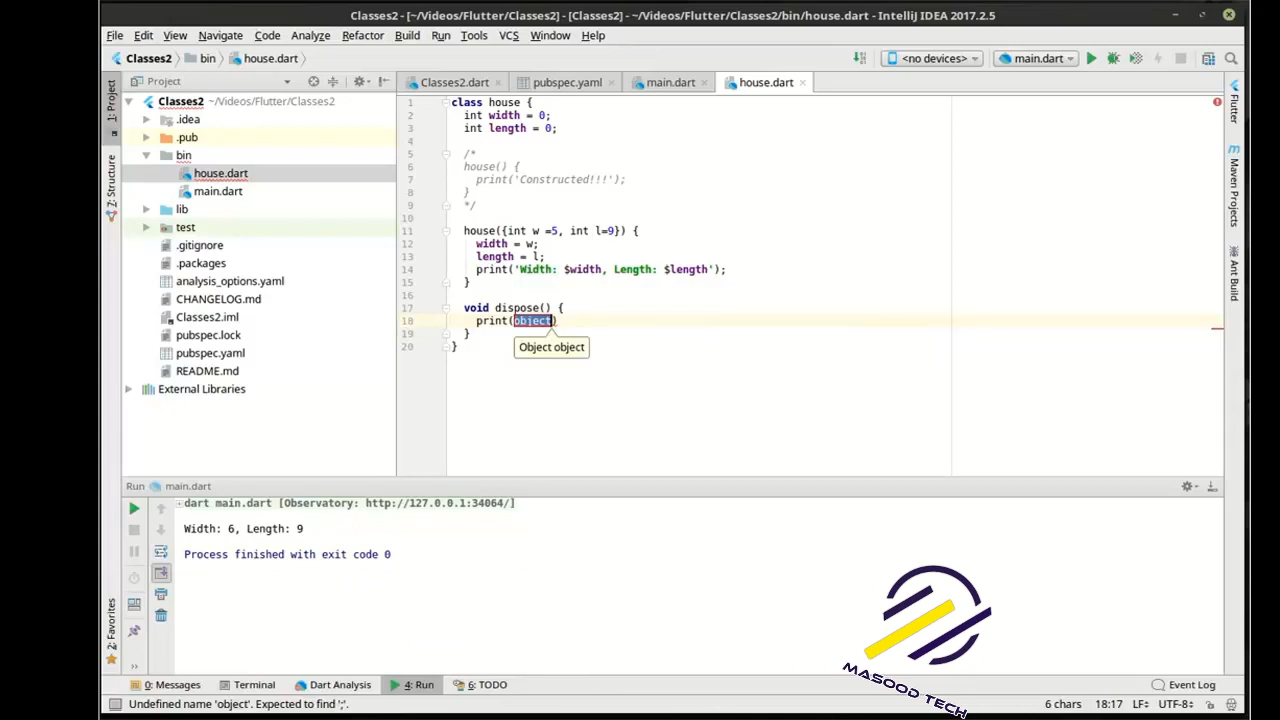 Classes2 - [~/Videos/Flutter/Classes2] - [Classes2] - ~/Videos/Flutter/Classes2/bin/house.dart - IntelliJ IDEA 2017.2.5
File Edit View Navigate Code Analyze Refactor Build Run Tools VCS Window Help
Classes2 bin house.dart <no devices> main.dart
Project Classes2.dart pubspec.yaml main.dart house.dart
Classes2 ~/Videos/Flutter/Classes2
.idea
.pub
bin
house.dart
main.dart
lib
test
.gitignore
.packages
analysis_options.yaml
CHANGELOG.md
Classes2.iml
pubspec.lock
pubspec.yaml
README.md
External Libraries
1: Project
7: Structure
2: Favorites
1 class house {
2 int width = 0;
3 int length = 0;
4
5 /*
6 house() {
7 print('Constructed!!!');
8 }
9 */
10
11 house({int w =5, int l=9}) {
12 width = w;
13 length = l;
14 print('Width: $width, Length: $length');
15 }
16
17 void dispose() {
18 print(object)
19 }
20 }
Object object
Flutter
Maven Projects
Ant Build
Run main.dart
dart main.dart [Observatory: http://127.0.0.1:34064/]
Width: 6, Length: 9
Process finished with exit code 0
MASOOD TECH
0: Messages Terminal Dart Analysis 4: Run 6: TODO Event Log
Undefined name 'object'. Expected to find ';'. 6 chars 18:17 LF÷ UTF-8÷